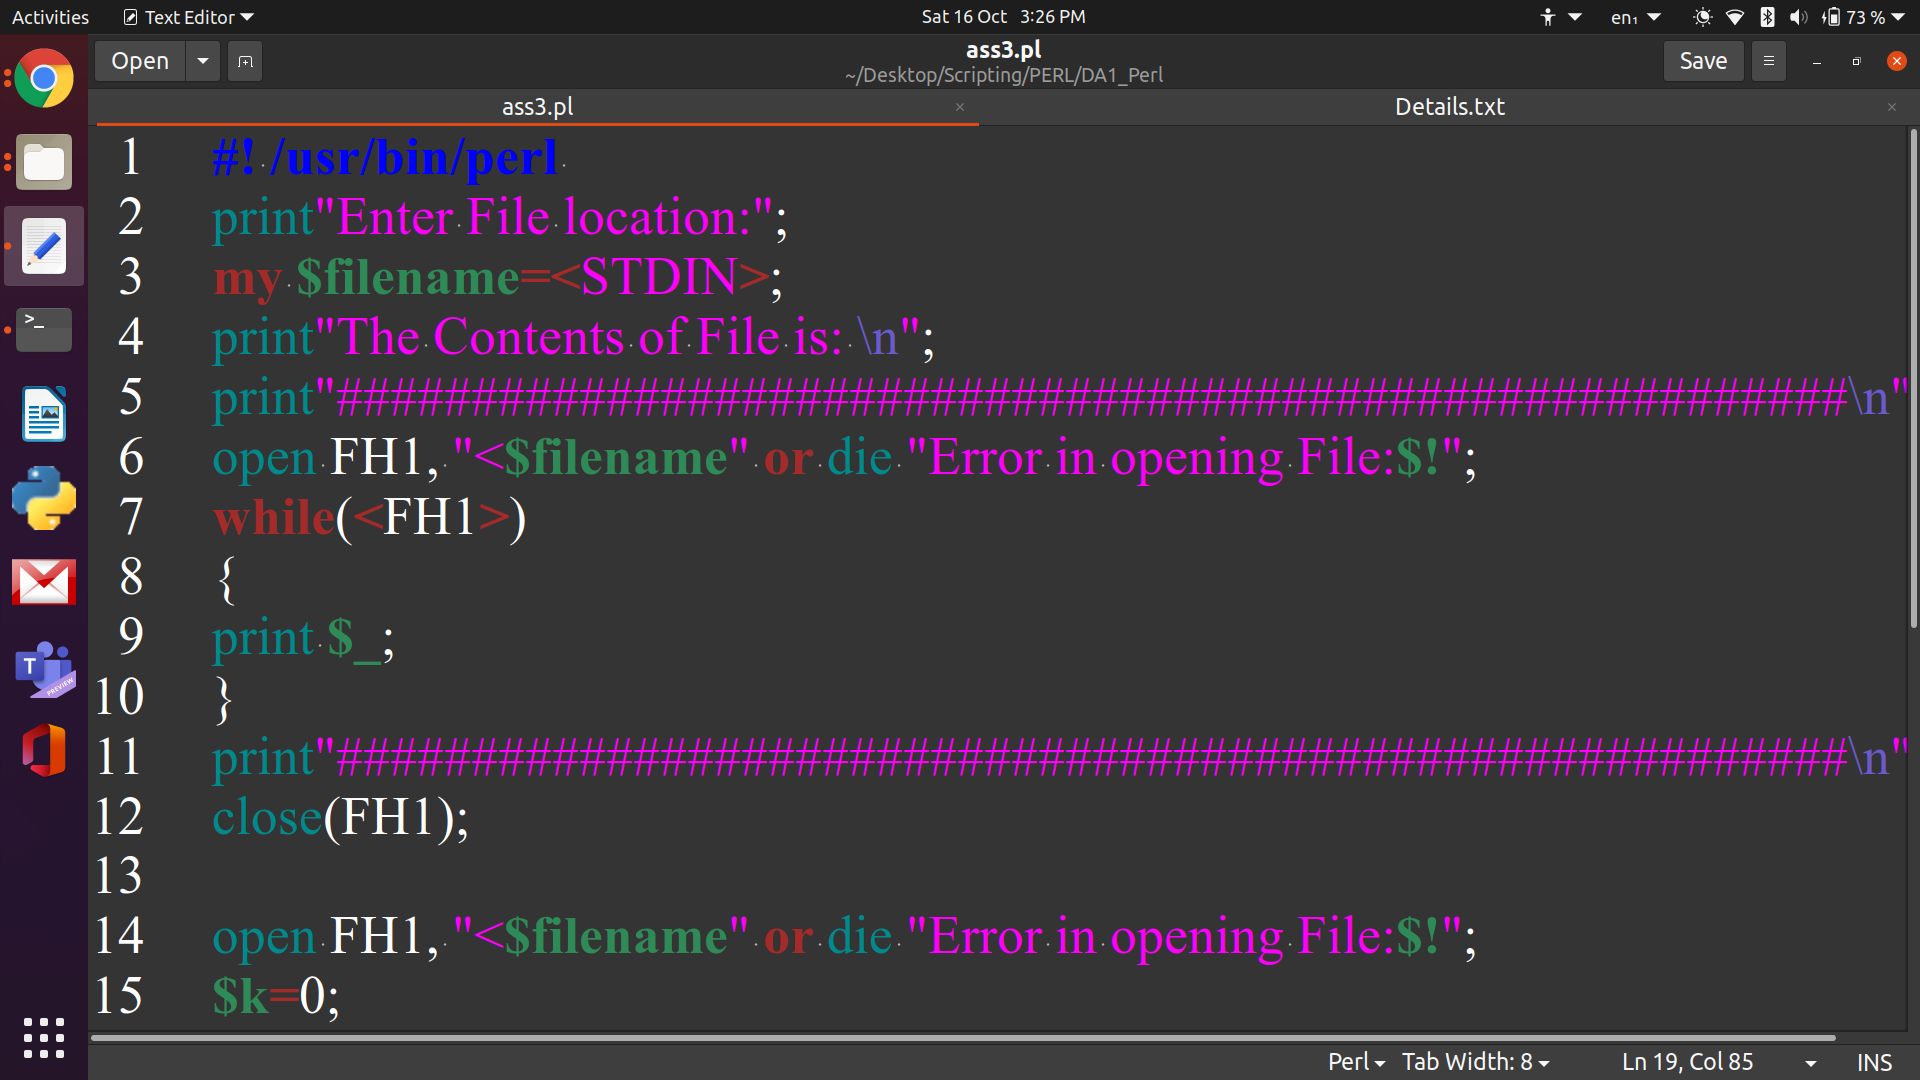 Activities Text Editor Sat 16 Oct 3:26 PM en₁ 73 %
Open ass3.pl Save
~/Desktop/Scripting/PERL/DA1_Perl
ass3.pl × Details.txt ×
1 #! /usr/bin/perl
2 print"Enter File location:";
3 my $filename=<STDIN>;
4 print"The Contents of File is: \n";
5 print"########################################################\n"
6 open FH1, "<$filename" or die "Error in opening File:$!";
7 while(<FH1>)
8 {
9 print $_;
10 }
11 print"########################################################\n"
12 close(FH1);
13
14 open FH1, "<$filename" or die "Error in opening File:$!";
15 $k=0;
>_
T
PREVIEW
Perl Tab Width: 8 Ln 19, Col 85 INS